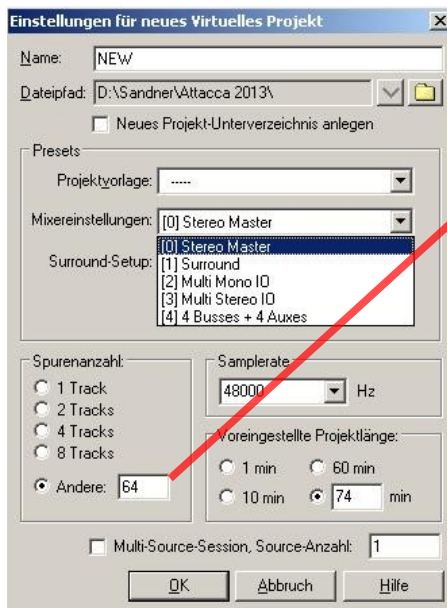 Einstellungen für neues Virtuelles Projekt
Name: NEW
Dateipfad: D:\Sandner\Attacca 2013\
Neues Projekt-Unterverzeichnis anlegen
Presets
Projektvorlage: -----
Mixereinstellungen: [0] Stereo Master
[0] Stereo Master
Surround-Setup: [1] Surround
[2] Multi Mono IO
[3] Multi Stereo IO
[4] 4 Busses + 4 Auxes
Spurenanzahl:
1 Track
2 Tracks
4 Tracks
8 Tracks
Andere: 64
Samplerate
48000 Hz
Voreingestellte Projektlänge:
1 min 60 min
10 min 74 min
Multi-Source-Session, Source-Anzahl: 1
OK Abbruch Hilfe